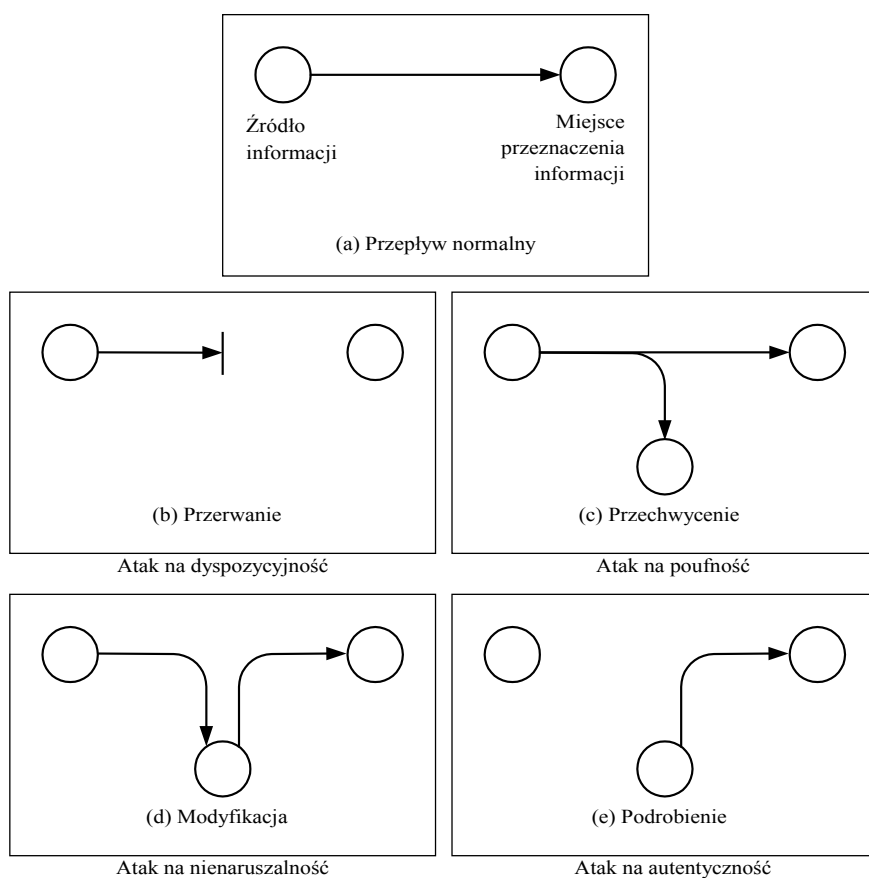 Źródło
informacji
Miejsce
przeznaczenia
informacji
(a) Przepływ normalny
(b) Przerwanie
Atak na dyspozycyjność
(c) Przechwycenie
Atak na poufność
(d) Modyfikacja
Atak na nienaruszalność
(e) Podrobienie
Atak na autentyczność